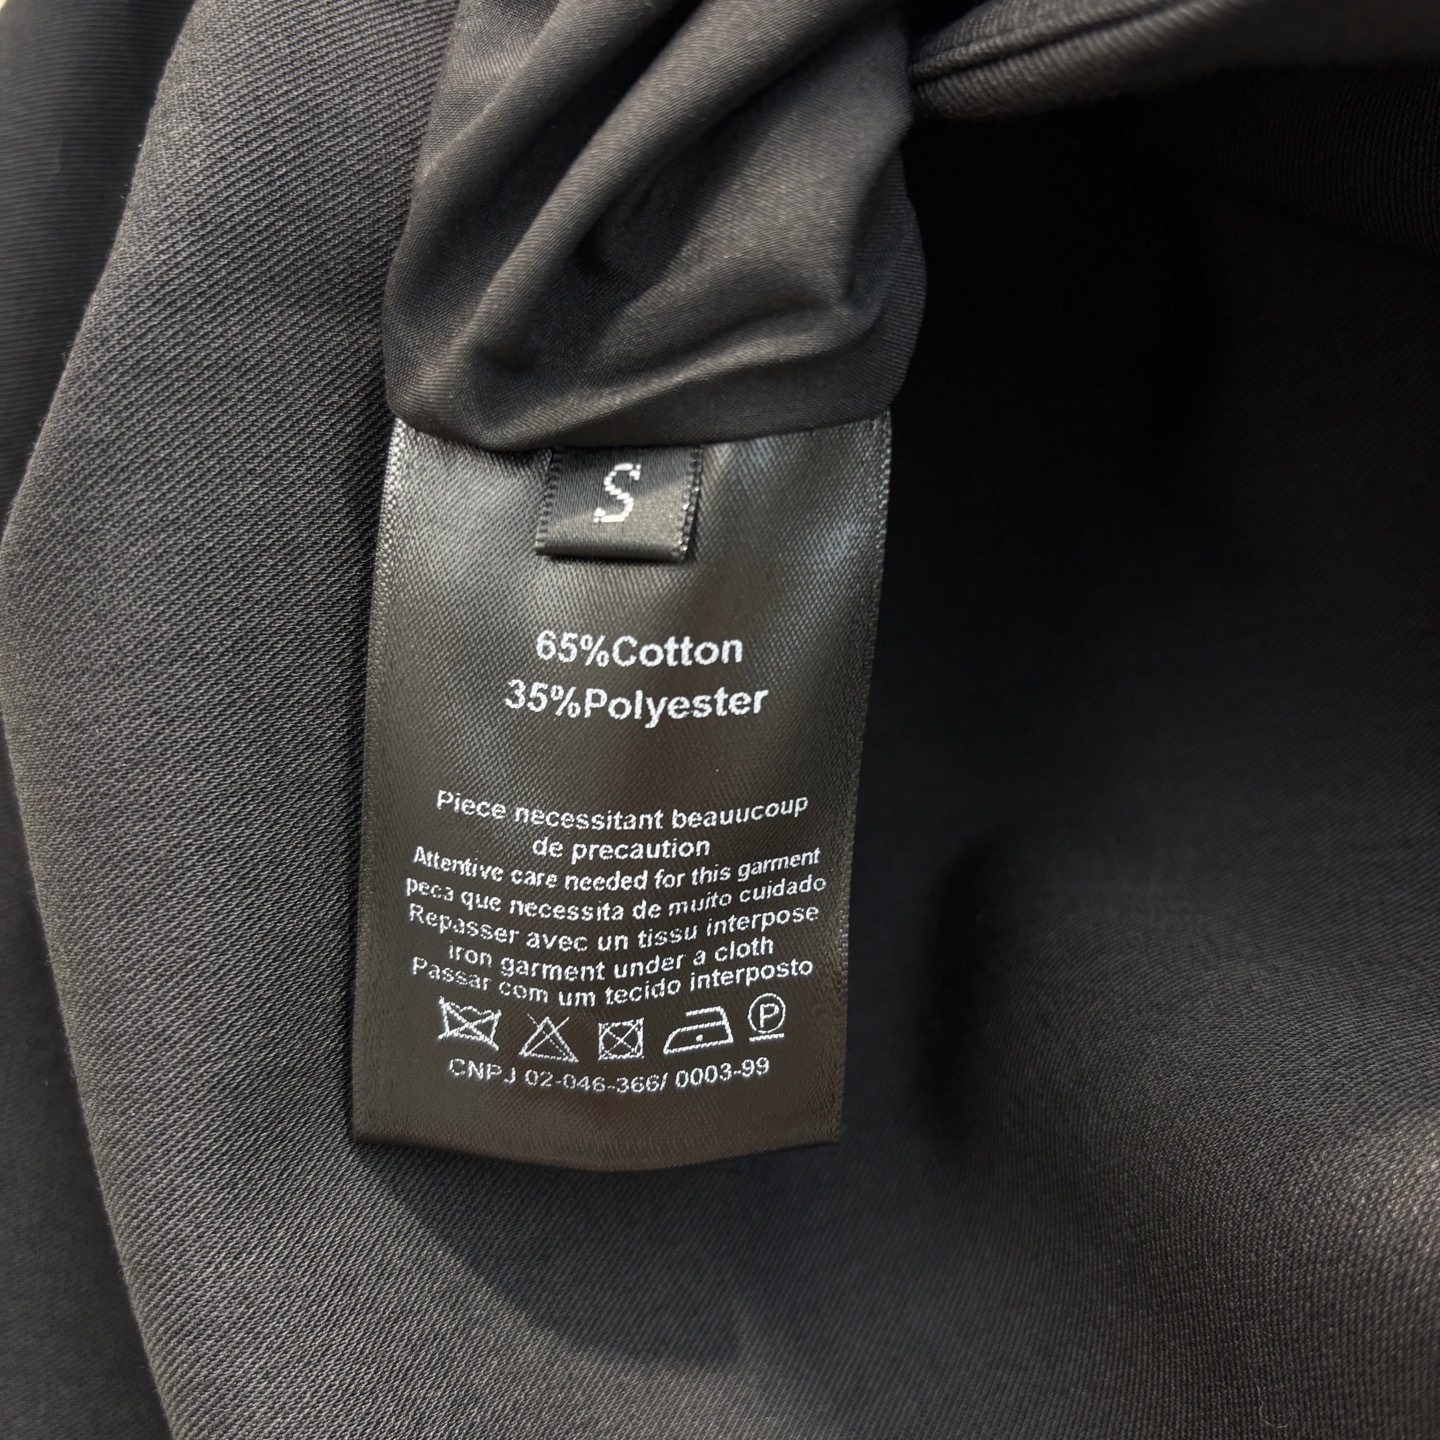 S
65%Cotton
35%Polyester
Piece necessitant beauucoup
de precaution
Attentive care needed for this garment
peca que necessita de muito cuidado
Repasser avec un tissu interpose
iron garment under a cloth
Passar com um tecido interposto
P
CNPJ 02-046-366/ 0003-99